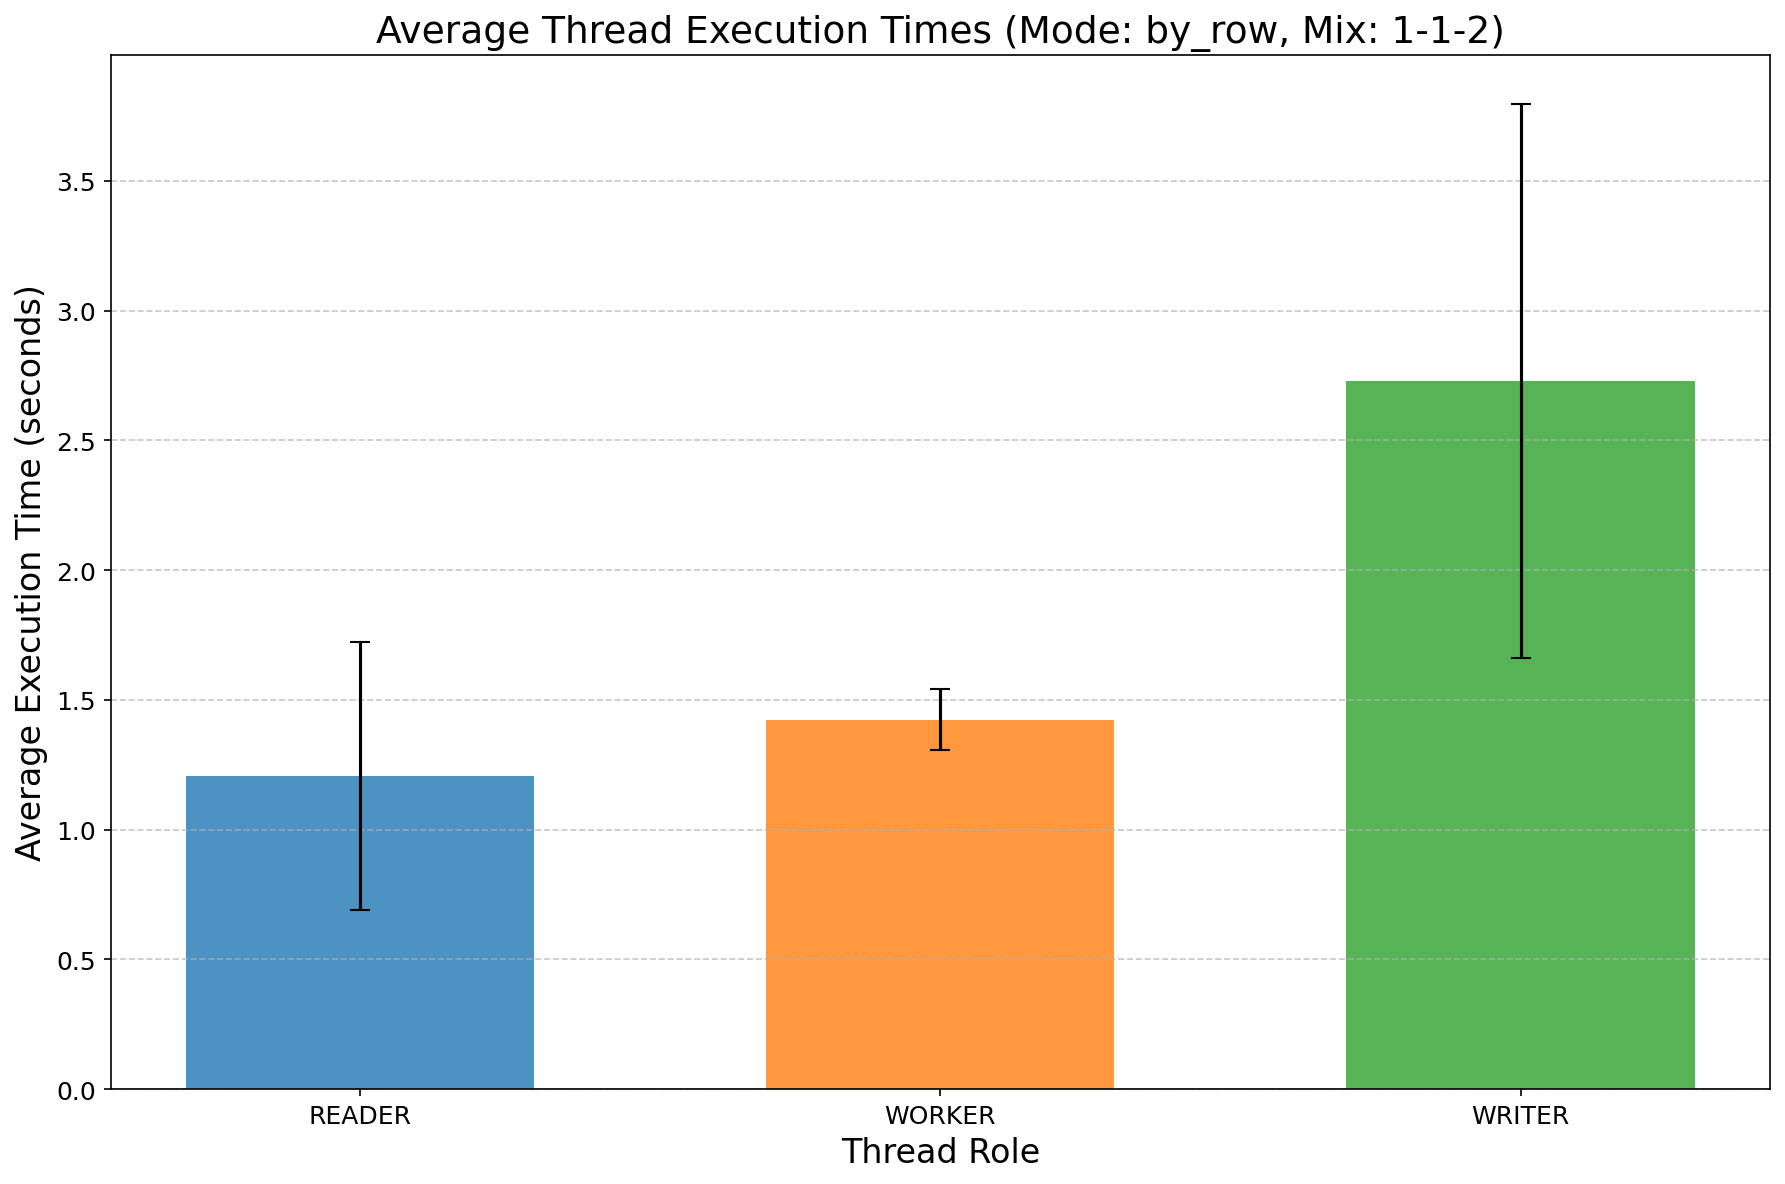 Average Thread Execution Times (Mode: by_row, Mix: 1-1-2)
Average Execution Time (seconds)
3.5
3.0
2.5
2.0
1.5
1.0
0.5
0.0
READER
WORKER
WRITER
Thread Role